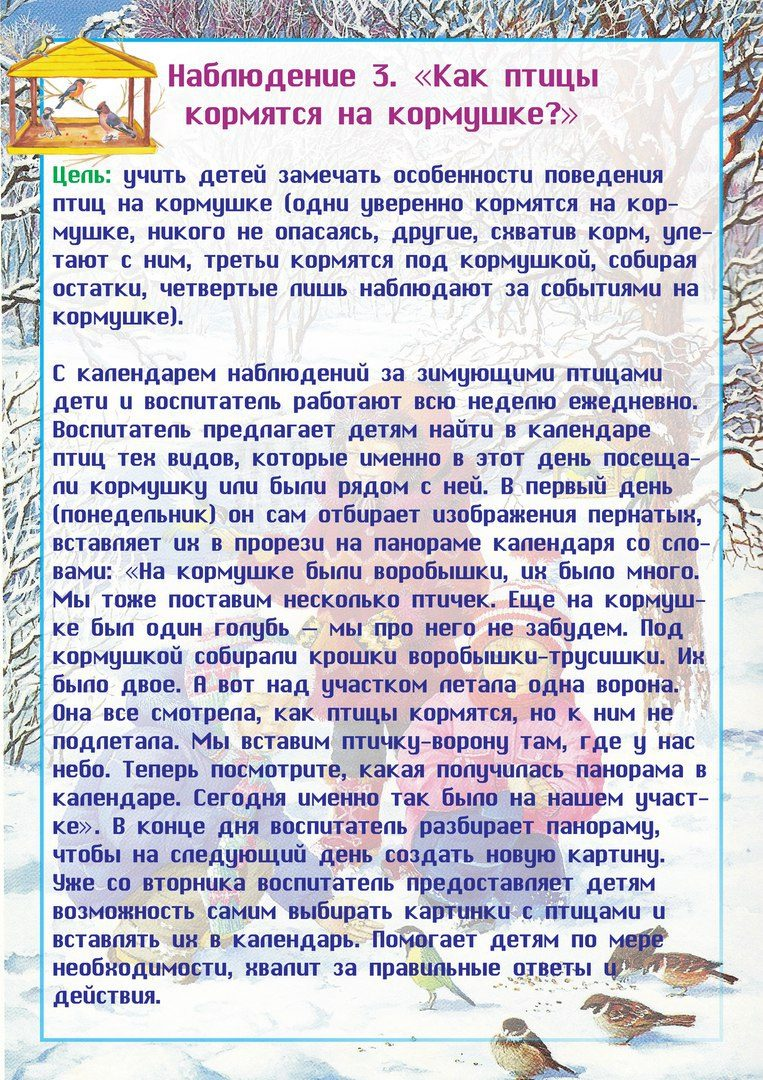 Наблюдение 3. «Как птицы
кормятся на кормушке?»
Цель: учить детей замечать особенности поведения
птиц на кормушке (одни уверенно кормятся на кор-
мушке, никого не опасаясь, другие, схватив корм, уле-
тают с ним, третьи кормятся под кормушкой, собирая
остатки, четвертые лишь наблюдают за событиями на
кормушке).
С календарем наблюдений за зимующими птицами
дети и воспитатель работают всю неделю ежедневно.
Воспитатель предлагает детям найти в календаре
птиц тех видов, которые именно в этот день посеща-
ли кормушку или были рядом с ней. В первый день
(понедельник) он сам отбирает изображения пернатых,
вставляет их в прорези на панораме календаря со сло-
вами: «На кормушке были воробышки, их было много.
Мы тоже поставим несколько птичек. Еще на кормуш-
ке был один голубь – мы про него не забудем. Под
кормушкой собирали крошки воробышки-трусишки. Их
было двое. А вот над участком летала одна ворона.
Она все смотрела, как птицы кормятся, но к ним не
подлетала. Мы вставим птичку-ворону там, где у нас
небо. Теперь посмотрите, какая получилась панорама в
календаре. Сегодня именно так было на нашем участ-
ке». В конце дня воспитатель разбирает панораму,
чтобы на следующий день создать новую картину.
Уже со вторника воспитатель предоставляет детям
возможность самим выбирать картинки с птицами и
вставлять их в календарь. Помогает детям по мере
необходимости, хвалит за правильные ответы и
действия.